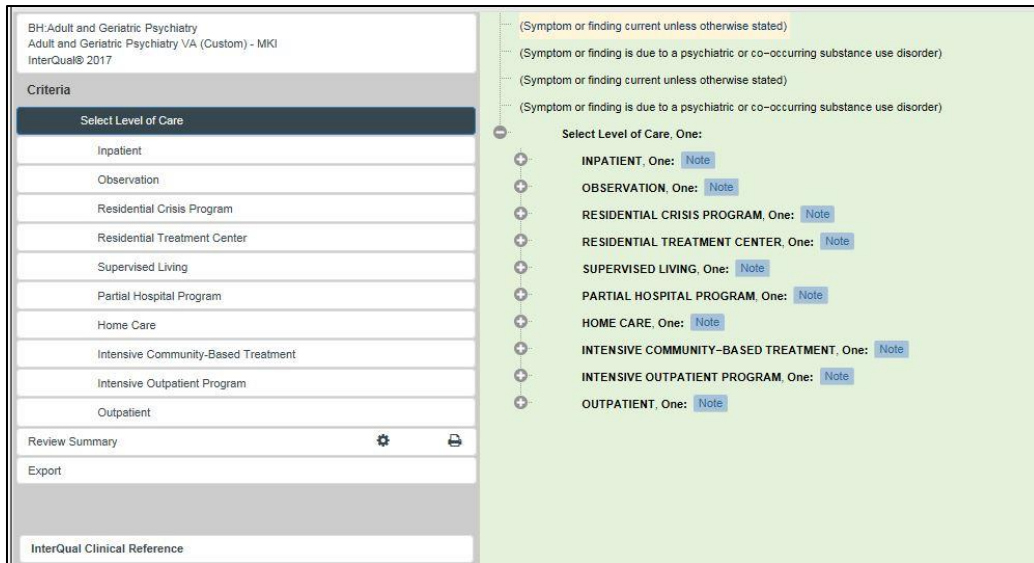 BH:Adult and Geriatric Psychiatry
Adult and Geriatric Psychiatry VA (Custom) - MKI
InterQual® 2017
Criteria
Select Level of Care
Inpatient
Observation
Residential Crisis Program
Residential Treatment Center
Supervised Living
Partial Hospital Program
Home Care
Intensive Community-Based Treatment
Intensive Outpatient Program
Outpatient
Review Summary
Export
InterQual Clinical Reference
(Symptom or finding current unless otherwise stated)
(Symptom or finding is due to a psychiatric or co-occurring substance use disorder)
(Symptom or finding current unless otherwise stated)
(Symptom or finding is due to a psychiatric or co-occurring substance use disorder)
Select Level of Care, One:
INPATIENT, One: Note
OBSERVATION, One: Note
RESIDENTIAL CRISIS PROGRAM, One: Note
RESIDENTIAL TREATMENT CENTER, One: Note
SUPERVISED LIVING, One: Note
PARTIAL HOSPITAL PROGRAM, One: Note
HOME CARE, One: Note
INTENSIVE COMMUNITY-BASED TREATMENT, One: Note
INTENSIVE OUTPATIENT PROGRAM, One: Note
OUTPATIENT, One: Note